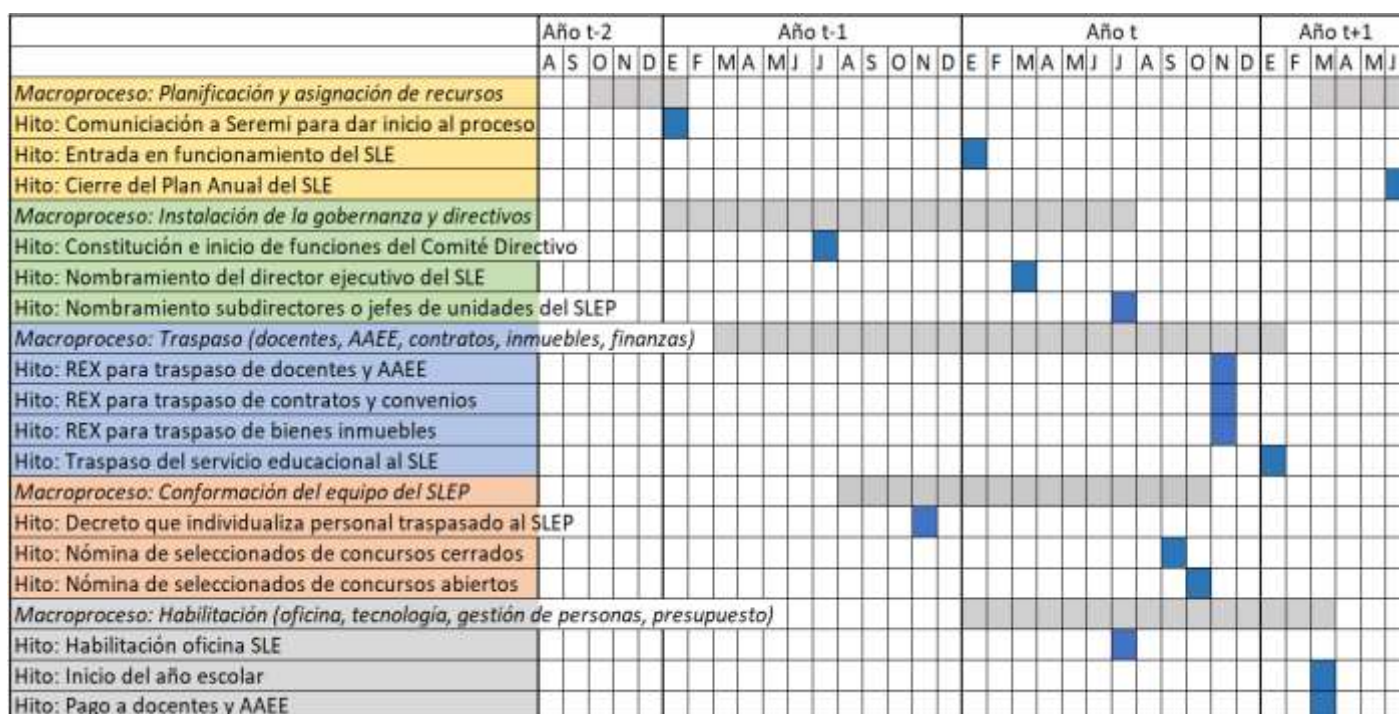 Año t-2 Año t-1 Año t Año t+1
A S O N D E F M A M J J A S O N D E F M A M J J A S O N D E F M A M J
Macroproceso: Planificación y asignación de recursos
Hito: Comuniciación a Seremi para dar inicio al proceso
Hito: Entrada en funcionamiento del SLE
Hito: Cierre del Plan Anual del SLE
Macroproceso: Instalación de la gobernanza y directivos
Hito: Constitución e inicio de funciones del Comité Directivo
Hito: Nombramiento del director ejecutivo del SLE
Hito: Nombramiento subdirectores o jefes de unidades del SLEP
Macroproceso: Traspaso (docentes, AAEE, contratos, inmuebles, finanzas)
Hito: REX para traspaso de docentes y AAEE
Hito: REX para traspaso de contratos y convenios
Hito: REX para traspaso de bienes inmuebles
Hito: Traspaso del servicio educacional al SLE
Macroproceso: Conformación del equipo del SLEP
Hito: Decreto que individualiza personal traspasado al SLEP
Hito: Nómina de seleccionados de concursos cerrados
Hito: Nómina de seleccionados de concursos abiertos
Macroproceso: Habilitación (oficina, tecnología, gestión de personas, presupuesto)
Hito: Habilitación oficina SLE
Hito: Inicio del año escolar
Hito: Pago a docentes y AAEE